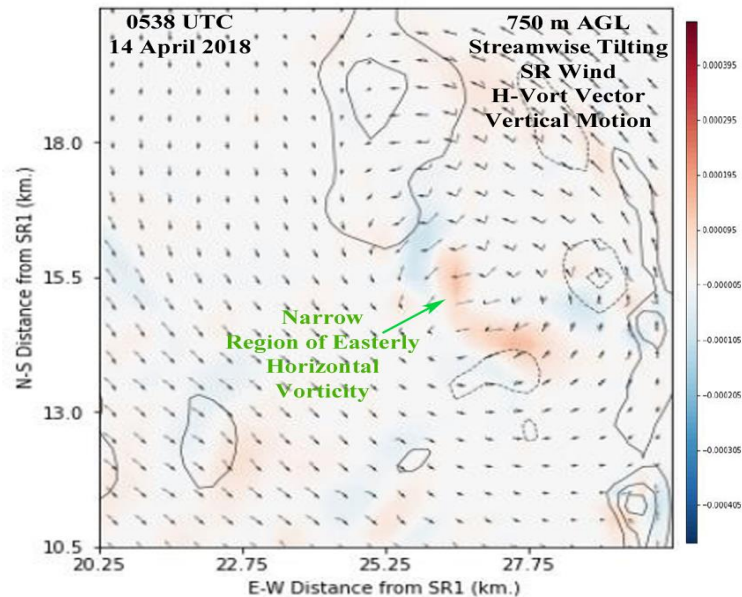 0538 UTC
14 April 2018
750 m AGL
Streamwise Tilting
SR Wind
H-Vort Vector
Vertical Motion
Narrow
Region of Easterly
Horizontal
Vorticity
N-S Distance from SR1 (km.)
18.0
15.5
13.0
10.5
20.25
22.75
25.25
27.75
E-W Distance from SR1 (km.)
0.000395
0.000295
0.000195
0.000095
-0.000005
-0.000105
-0.000205
-0.000305
-0.000405